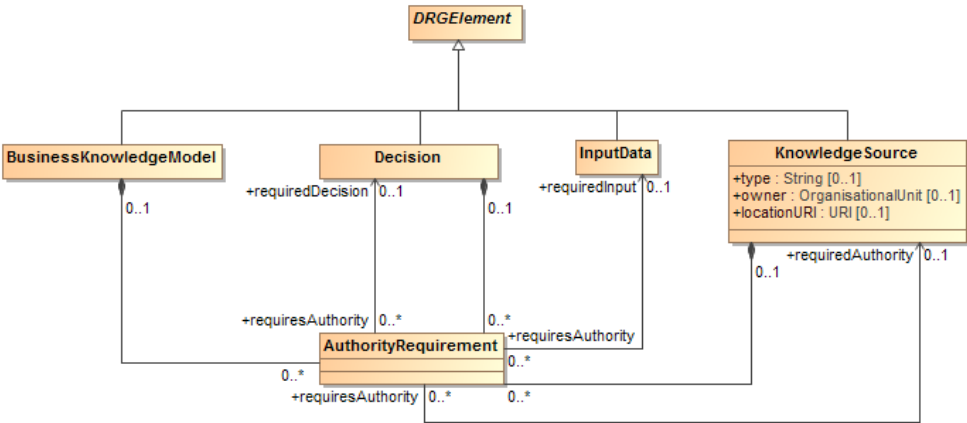 DRGElement
BusinessKnowledgeModel
Decision
InputData
KnowledgeSource
+type : String [0..1]
+owner : OrganisationalUnit [0..1]
+locationURI : URI [0..1]
+requiredDecision 0..1
+requiredInput 0..1
0..1
0..1
+requiredAuthority 0..1
0..1
+requiresAuthority 0..*
0..*
+requiresAuthority
AuthorityRequirement
0..*
0..*
+requiresAuthority 0..*
0..*